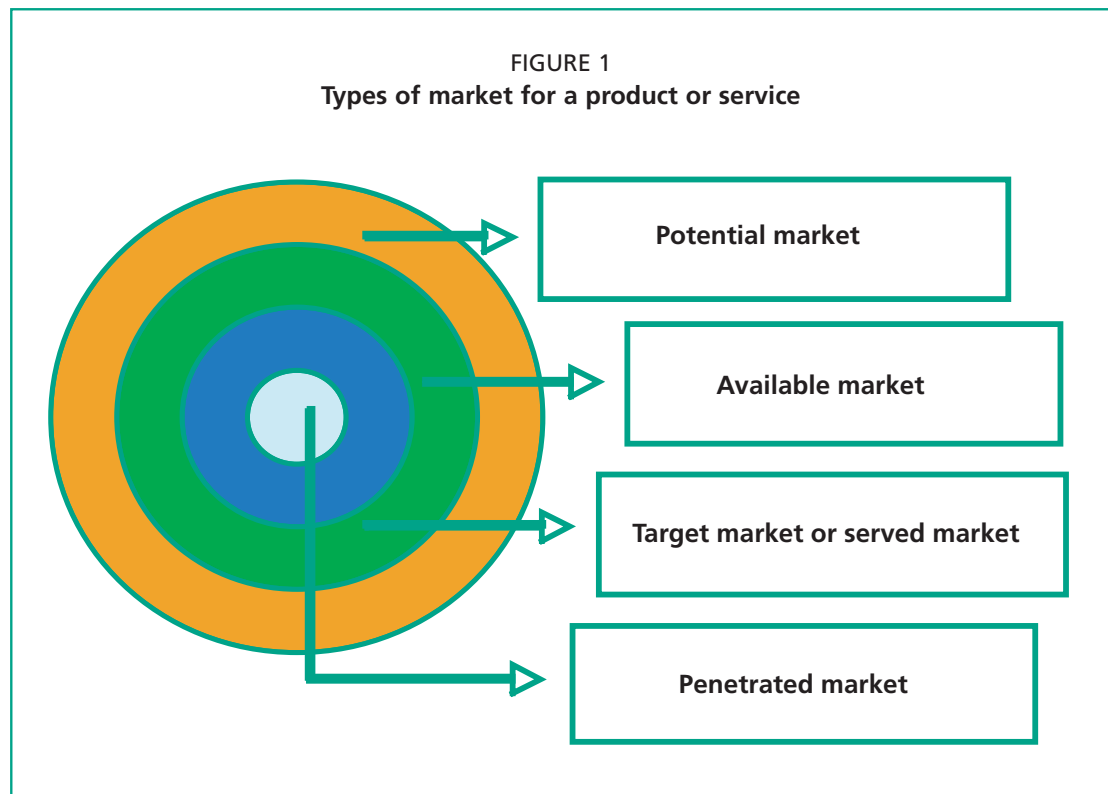 FIGURE 1
Types of market for a product or service
Potential market
Available market
Target market or served market
Penetrated market